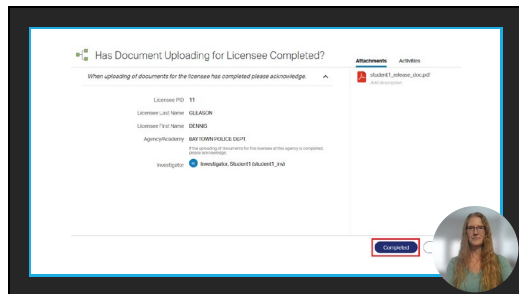 Has Document Uploading for Licensee Completed?
Attachments Activities
When uploading of documents for the licensee has completed please acknowledge.
student1_release_doc.pdf
Add description
Licensee PID 11
Licensee Last Name GLEASON
Licensee First Name DENNIS
Agency/Academy BAYTOWN POLICE DEPT.
If the uploading of documents for the licensee at this agency is completed, please acknowledge.
Investigator Investigator, Student1 (student1_inv)
Completed